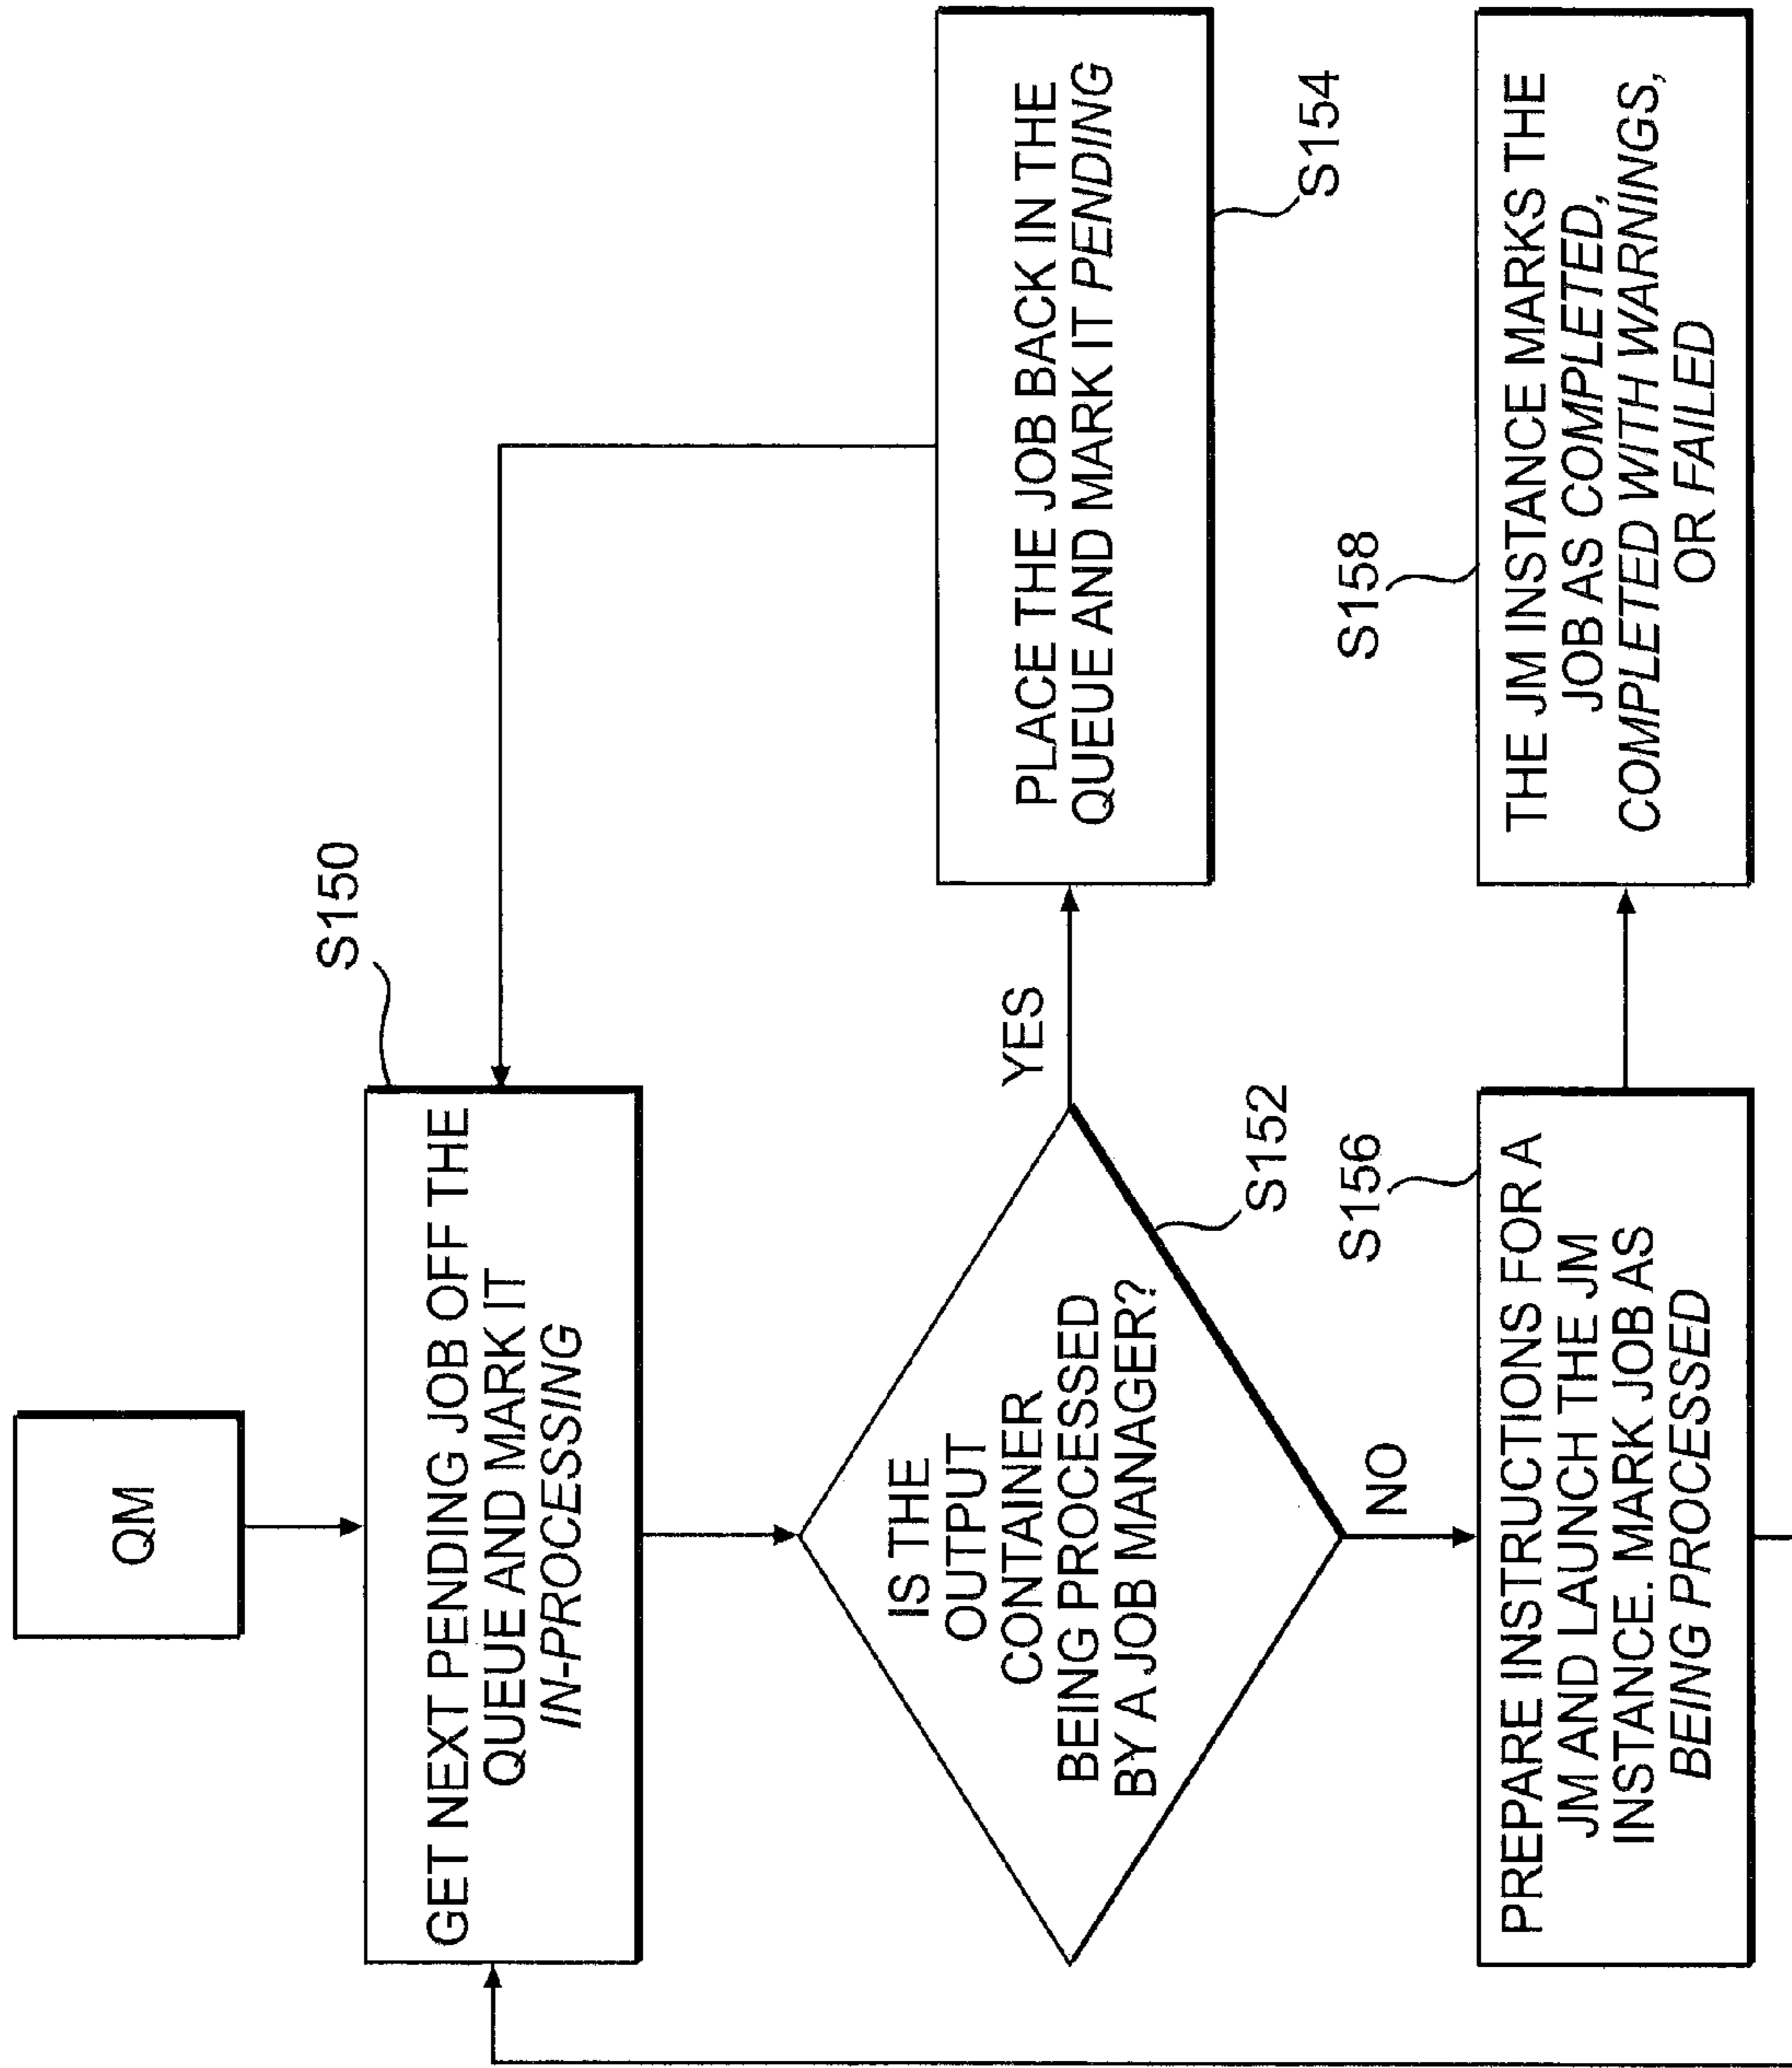 QM
S150
GET NEXT PENDING JOB OFF THE
QUEUE AND MARK IT
IN-PROCESSING
IS THE
OUTPUT
CONTAINER
BEING PROCESSED
BY A JOB MANAGER?
S152
YES
PLACE THE JOB BACK IN THE
QUEUE AND MARK IT PENDING
S154
NO
S156
PREPARE INSTRUCTIONS FOR A
JM AND LAUNCH THE JM
INSTANCE. MARK JOB AS
BEING PROCESSED
S158
THE JM INSTANCE MARKS THE
JOB AS COMPLETED,
COMPLETED WITH WARNINGS,
OR FAILED